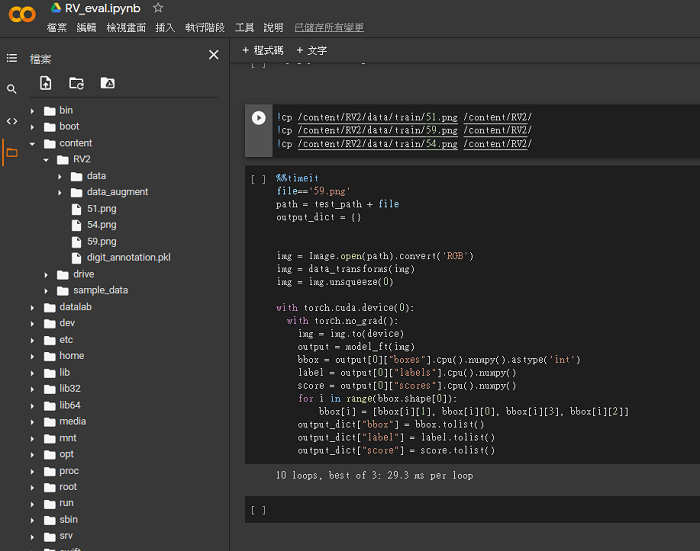 RV_eval.ipynb
檔案 編輯 檢視畫面 插入 執行階段 工具 說明 已儲存所有變更
檔案
+ 程式碼 + 文字
bin
boot
content
RV2
data
data_augment
51.png
54.png
59.png
digit_annotation.pkl
drive
sample_data
datalab
dev
etc
home
lib
lib32
lib64
media
mnt
opt
proc
root
run
sbin
srv
[ ]
!cp /content/RV2/data/train/51.png /content/RV2/
!cp /content/RV2/data/train/59.png /content/RV2/
!cp /content/RV2/data/train/54.png /content/RV2/
[ ] %%timeit
file=='59.png'
path = test_path + file
output_dict = {}
img = Image.open(path).convert('RGB')
img = data_transforms(img)
img = img.unsqueeze(0)
with torch.cuda.device(0):
with torch.no_grad():
img = img.to(device)
output = model_ft(img)
bbox = output[0]["boxes"].cpu().numpy().astype('int')
label = output[0]["labels"].cpu().numpy()
score = output[0]["scores"].cpu().numpy()
for i in range(bbox.shape[0]):
bbox[i] = [bbox[i][1], bbox[i][0], bbox[i][3], bbox[i][2]]
output_dict["bbox"] = bbox.tolist()
output_dict["label"] = label.tolist()
output_dict["score"] = score.tolist()
10 loops, best of 3: 29.3 ms per loop
[ ]